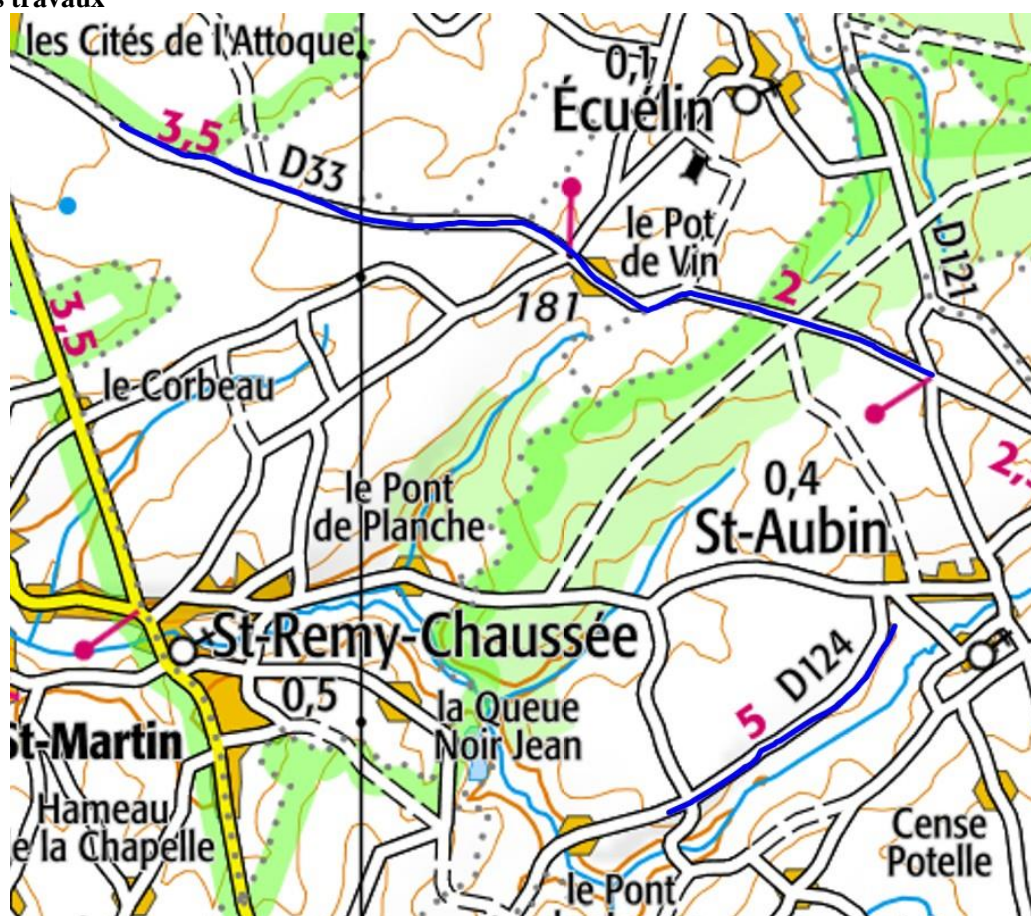 s travaux
les Cités de l'Attoque
0,1
Écuélin
3,5
D33
le Pot
de Vin
D121
2
181
3,5
le Corbeau
0,4
le Pont
de Planche
St-Aubin
St-Remy-Chaussée
0,5
D124
la Queue
Noir Jean
5
St-Martin
Hameau
e la Chapelle
Cense
Potelle
le Pont